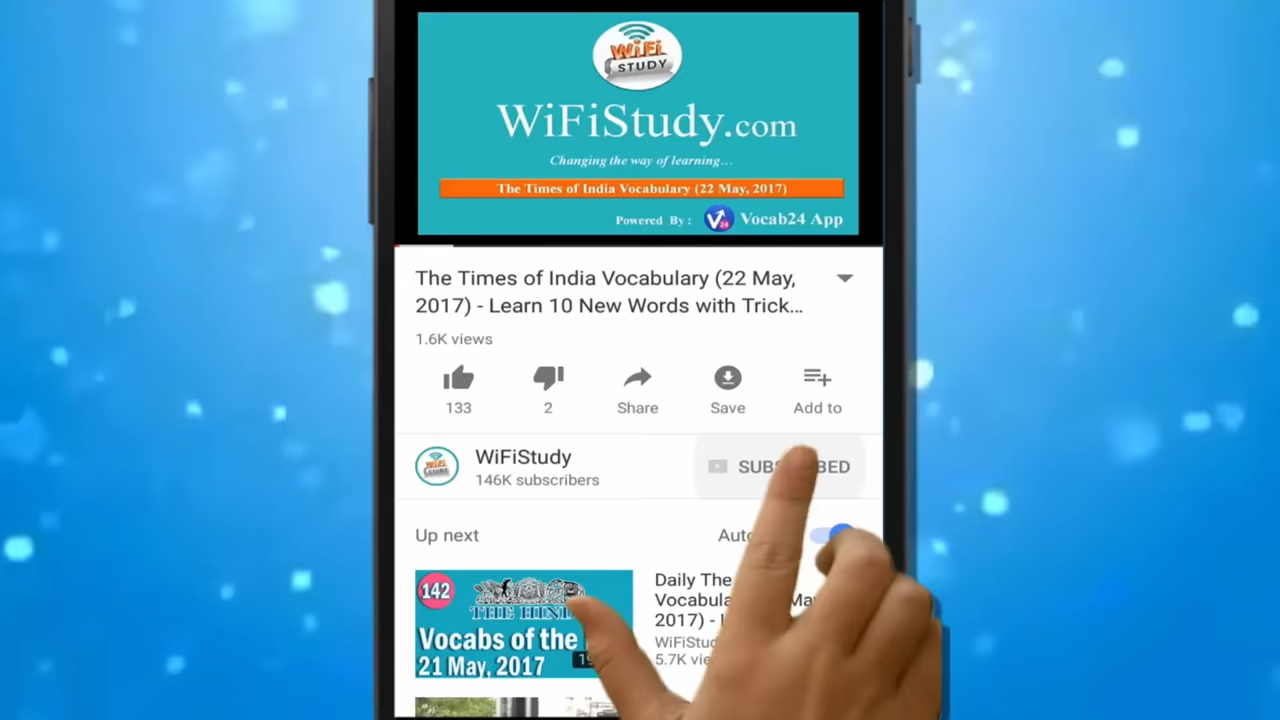 WiFi
STUDY
WiFiStudy.com
Changing the way of learning...
The Times of India Vocabulary (22 May, 2017)
Powered By : Vocab24 App
The Times of India Vocabulary (22 May,
2017) - Learn 10 New Words with Trick...
1.6K views
133
2
Share
Save
Add to
WiFi
STUDY
WiFiStudy
146K subscribers
Up next
142
THE
Vocabs of the
21 May, 2017
Daily The
2017) -
5.7K